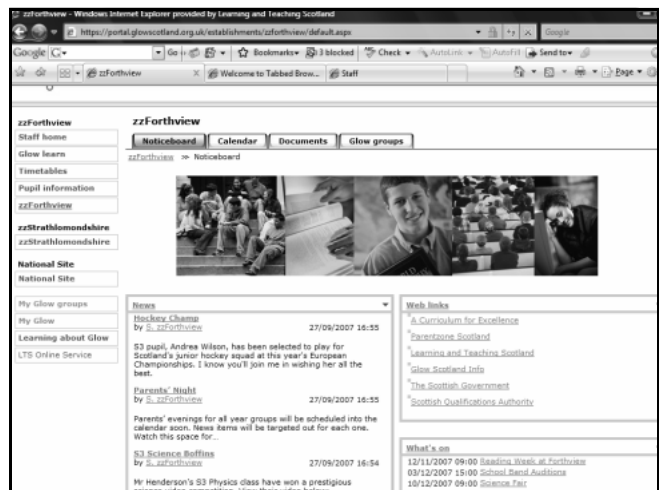 zzForthview - Windows Internet Explorer provided by Learning and Teaching Scotland
https://portal.glowscotland.org.uk/establishments/zzforthview/default.aspx
Google
Google G Go Bookmarks 3 blocked Check AutoLink AutoFill Send to
zzForthview Welcome to Tabbed Brow... Staff Page
zzForthview
Staff home
Glow learn
Timetables
Pupil information
zzForthview
zzStrathlomondshire
zzStrathlomondshire
National Site
National Site
My Glow groups
My Glow
Learning about Glow
LTS Online Service
zzForthview
Noticeboard Calendar Documents Glow groups
zzForthview >> Noticeboard
News
Hockey Champ
by S. zzForthview 27/09/2007 16:55
S3 pupil, Andrea Wilson, has been selected to play for
Scotland's junior hockey squad at this year's European
Championships. I know you'll join me in wishing her all the
best.
Parents' Night
by S. zzForthview 27/09/2007 16:55
Parents' evenings for all year groups will be scheduled into the
calendar soon. News items will be targeted out for each one.
Watch this space for...
S3 Science Boffins
by S. zzForthview 27/09/2007 16:54
Mr Henderson's S3 Physics class have won a prestigious
science video competition. View their video below.
Web links
A Curriculum for Excellence
Parentzone Scotland
Learning and Teaching Scotland
Glow Scotland Info
The Scottish Government
Scottish Qualifications Authority
What's on
12/11/2007 09:00 Reading Week at Forthview
03/12/2007 15:00 School Band Auditions
10/12/2007 09:00 Science Fair